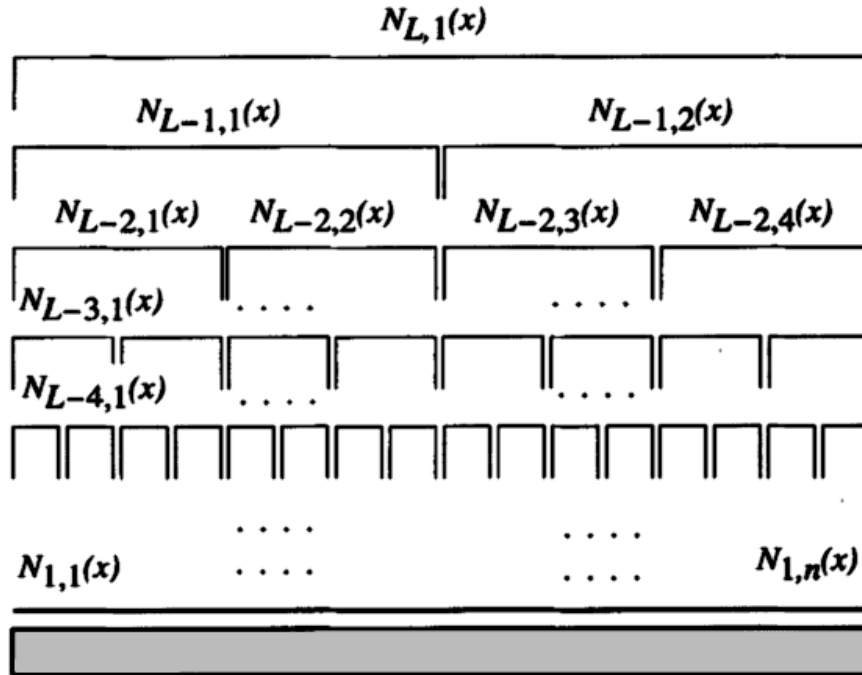 N_{L,1}(x)
N_{L-1,1}(x) N_{L-1,2}(x)
N_{L-2,1}(x) N_{L-2,2}(x) N_{L-2,3}(x) N_{L-2,4}(x)
N_{L-3,1}(x) . . . . . . . .
N_{L-4,1}(x) . . . . . . . .
. . . . . . . .
N_{1,1}(x) . . . . . . . . N_{1,n}(x)